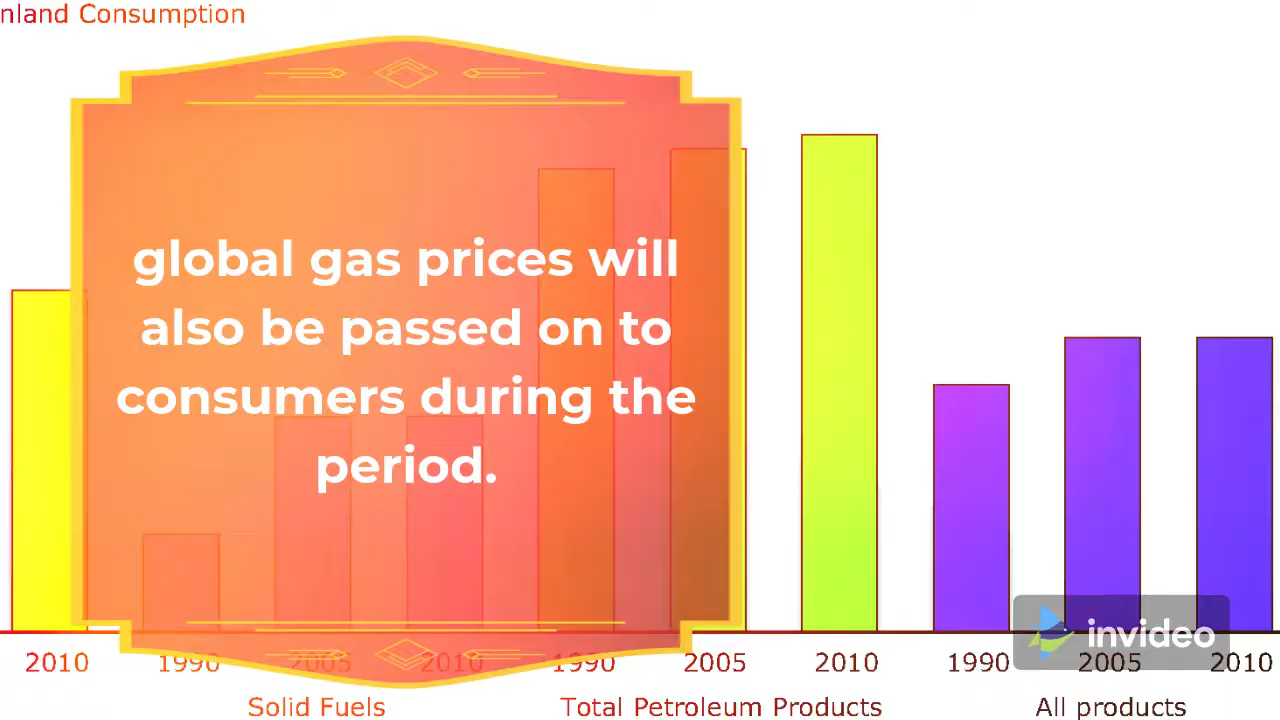 nland Consumption
global gas prices will
also be passed on to
consumers during the
period.
invideo
2010 1990 2005 2010 1990 2005 2010 1990 2005 2010
Solid Fuels Total Petroleum Products All products